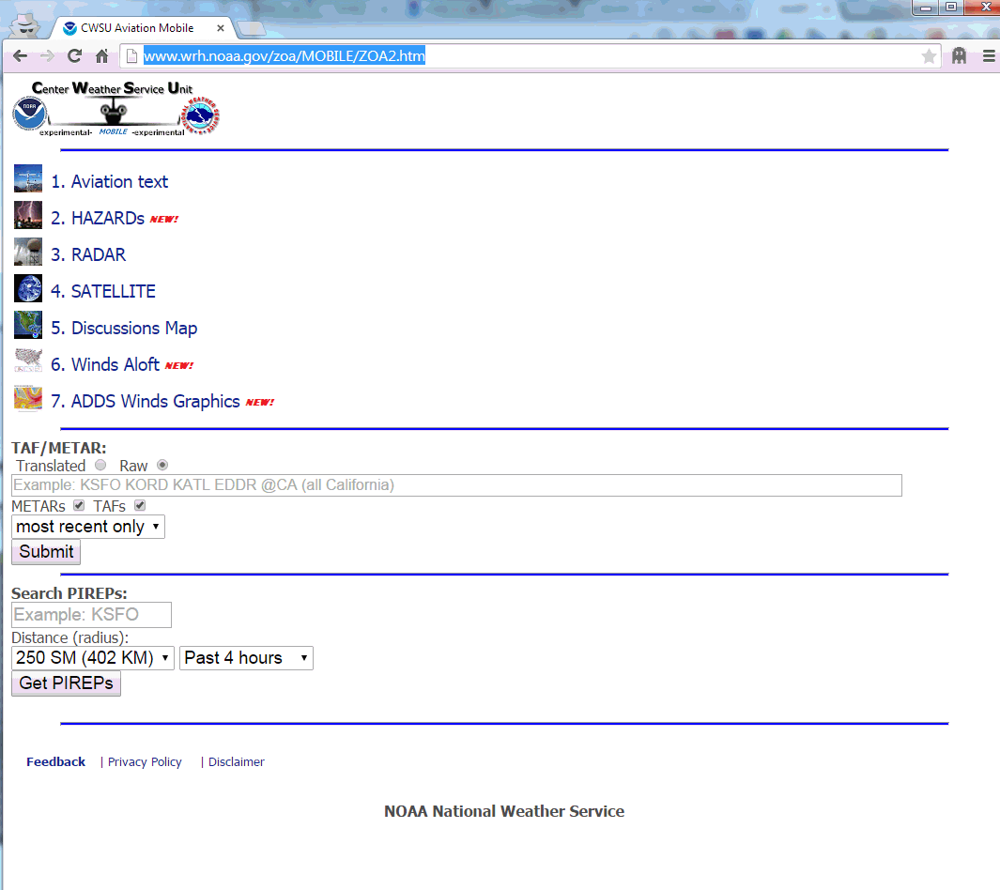 CWSU Aviation Mobile
www.wrh.noaa.gov/zoa/MOBILE/ZOA2.htm
Center Weather Service Unit
NOAA
NATIONAL WEATHER SERVICE
experimental- MOBILE -experimental
1. Aviation text
2. HAZARDs NEW!
3. RADAR
4. SATELLITE
5. Discussions Map
6. Winds Aloft NEW!
7. ADDS Winds Graphics NEW!
TAF/METAR:
Translated Raw
Example: KSFO KORD KATL EDDR @CA (all California)
METARs TAFs
most recent only
Submit
Search PIREPs:
Example: KSFO
Distance (radius):
250 SM (402 KM) Past 4 hours
Get PIREPs
Feedback | Privacy Policy | Disclaimer
NOAA National Weather Service